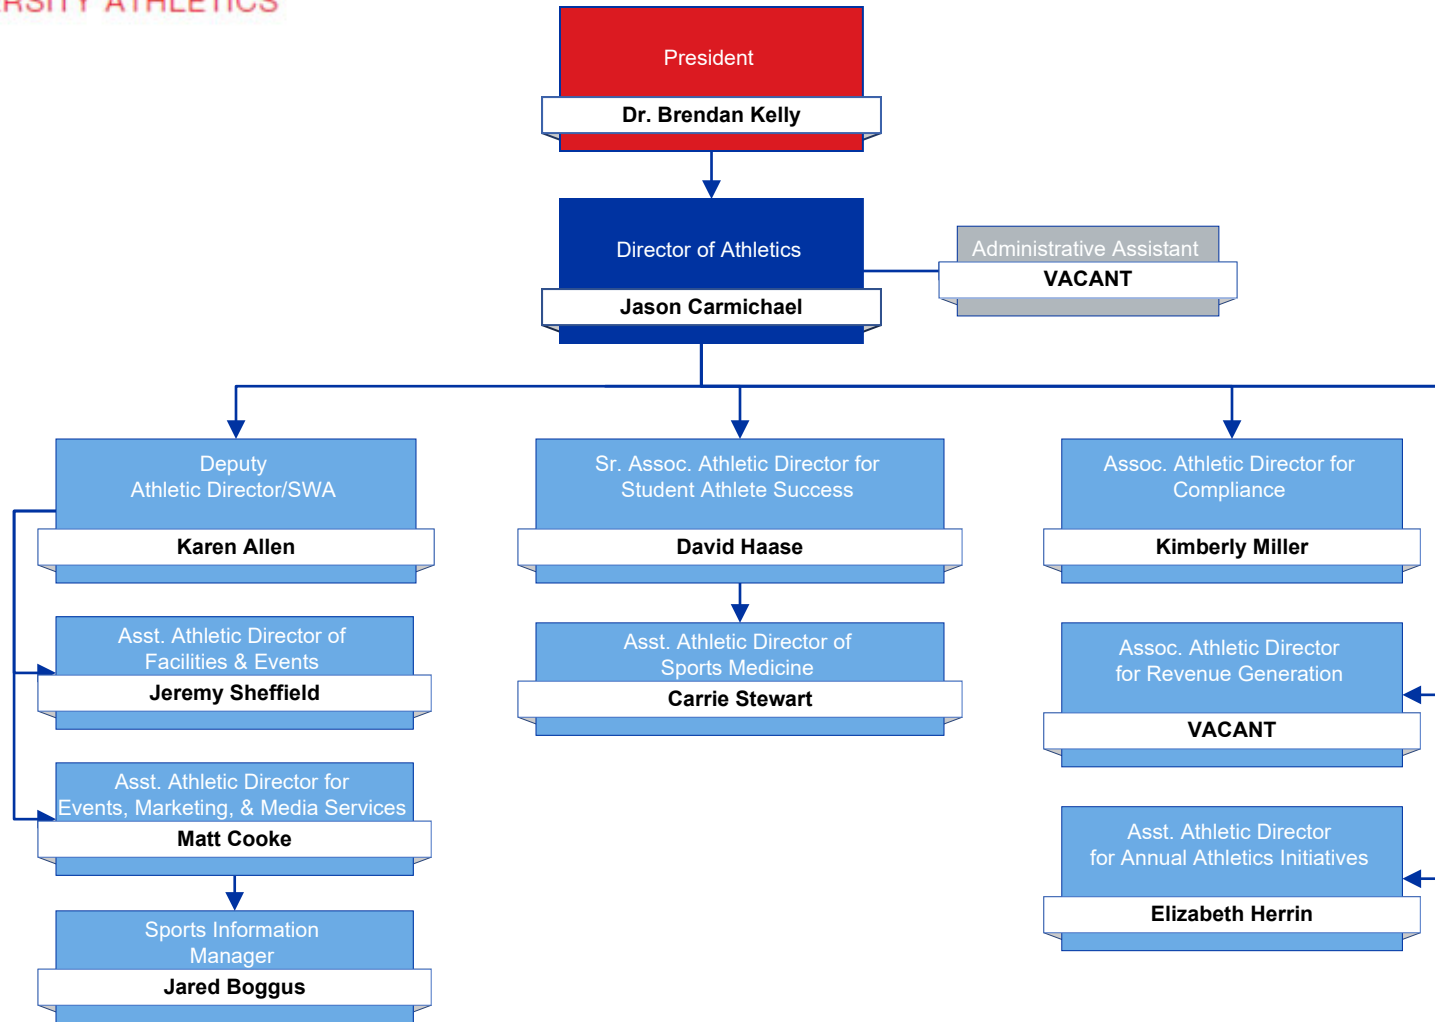 ERSITY ATHLETICS
President
Dr. Brendan Kelly
Director of Athletics
Jason Carmichael
Administrative Assistant
VACANT
Deputy
Athletic Director/SWA
Karen Allen
Sr. Assoc. Athletic Director for
Student Athlete Success
David Haase
Assoc. Athletic Director for
Compliance
Kimberly Miller
Asst. Athletic Director of
Facilities & Events
Jeremy Sheffield
Asst. Athletic Director of
Sports Medicine
Carrie Stewart
Assoc. Athletic Director
for Revenue Generation
VACANT
Asst. Athletic Director for
Events, Marketing, & Media Services
Matt Cooke
Asst. Athletic Director
for Annual Athletics Initiatives
Elizabeth Herrin
Sports Information
Manager
Jared Boggus